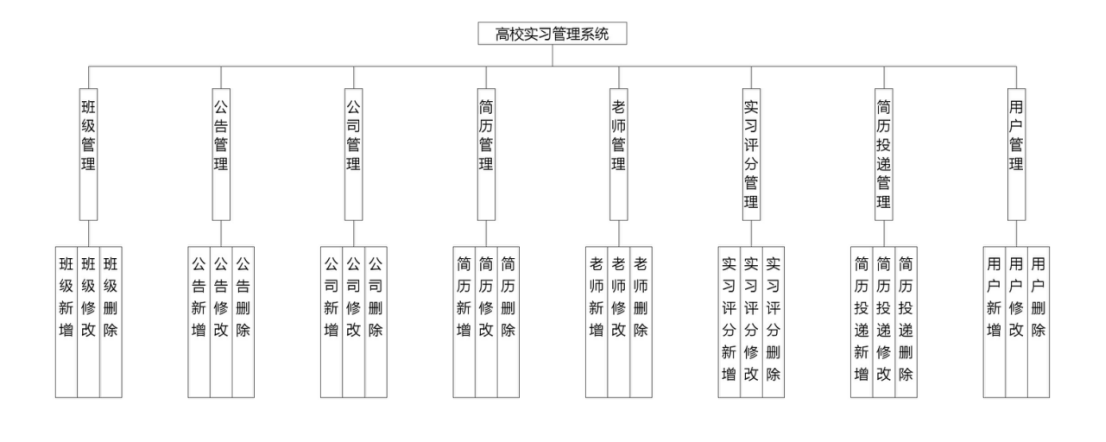 高校实习管理系统
班级管理
公告管理
公司管理
简历管理
老师管理
实习评分管理
简历投递管理
用户管理
班级新增
班级修改
班级删除
公告新增
公告修改
公告删除
公司新增
公司修改
公司删除
简历新增
简历修改
简历删除
老师新增
老师修改
老师删除
实习评分新增
实习评分修改
实习评分删除
简历投递新增
简历投递修改
简历投递删除
用户新增
用户修改
用户删除